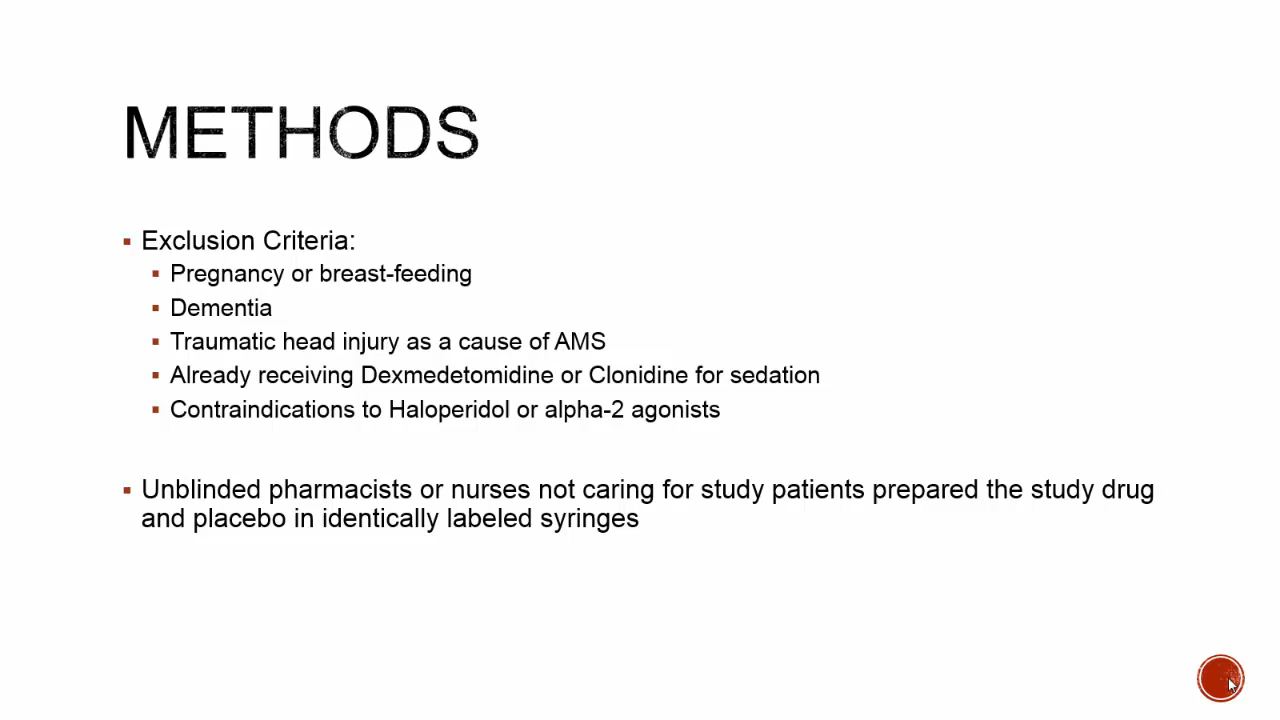 METHODS
Exclusion Criteria:
Pregnancy or breast-feeding
Dementia
Traumatic head injury as a cause of AMS
Already receiving Dexmedetomidine or Clonidine for sedation
Contraindications to Haloperidol or alpha-2 agonists
Unblinded pharmacists or nurses not caring for study patients prepared the study drug
and placebo in identically labeled syringes